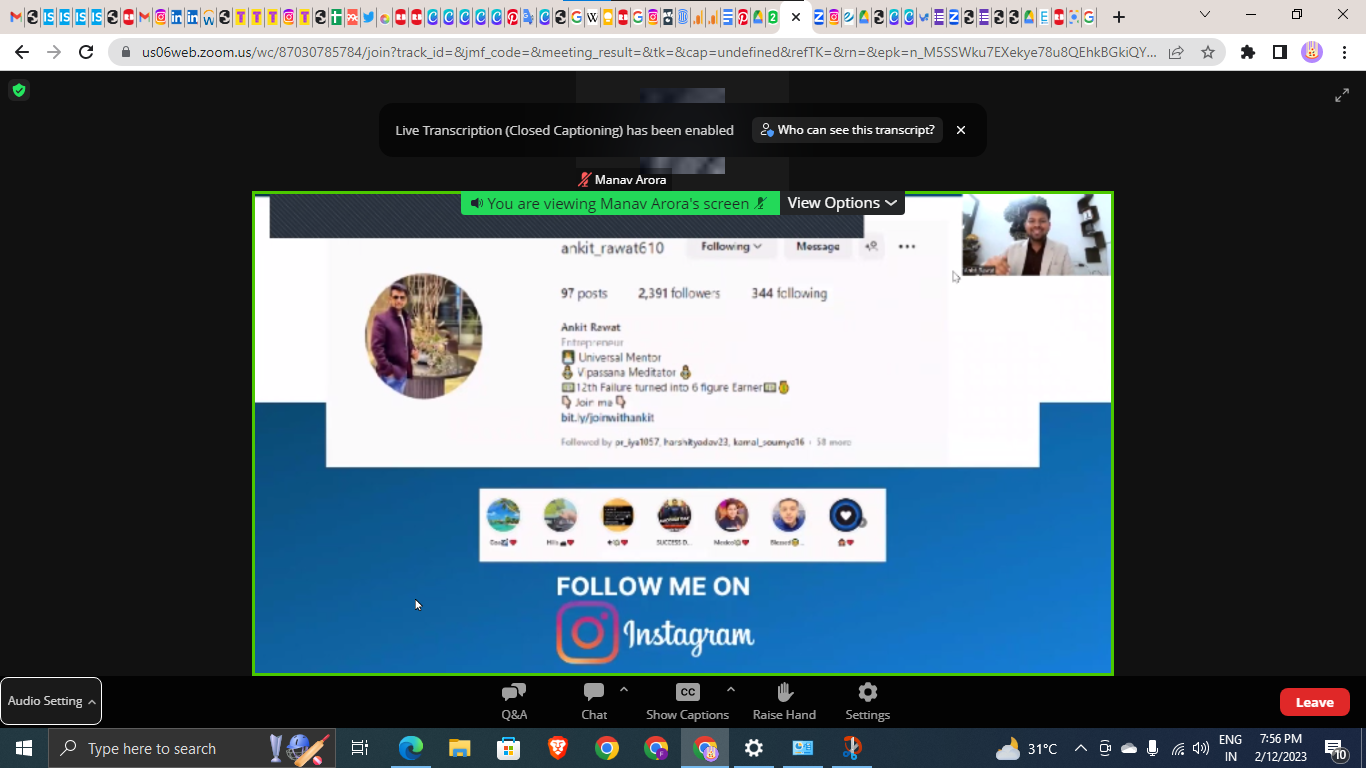 us06web.zoom.us/wc/87030785784/join?track_id=&jmf_code=&meeting_result=&tk=&cap=undefined&refTK=&rn=&epk=n_M5SSWku7EXekye78u8QEhkBGkiQY...
Live Transcription (Closed Captioning) has been enabled
Who can see this transcript?
Manav Arora
You are viewing Manav Arora's screen
View Options
ankit_rawat610
Following
Message
97 posts
2,391 followers
344 following
Ankit Rawat
Entrepreneur
Universal Mentor
Vipassana Meditator
12th Failure turned into 6 figure Earner
Join me
bit.ly/joinwithankit
Followed by pr_iya1057, harshityadav23, kamal_soumya16 + 58 more
Ankit Rawat
Goa
Hills
SUCCESS D...
Blessed
FOLLOW ME ON
Instagram
Audio Setting
Q&A
Chat
CC
Show Captions
Raise Hand
Settings
Leave
Type here to search
31°C
ENG
IN
7:56 PM
2/12/2023
10